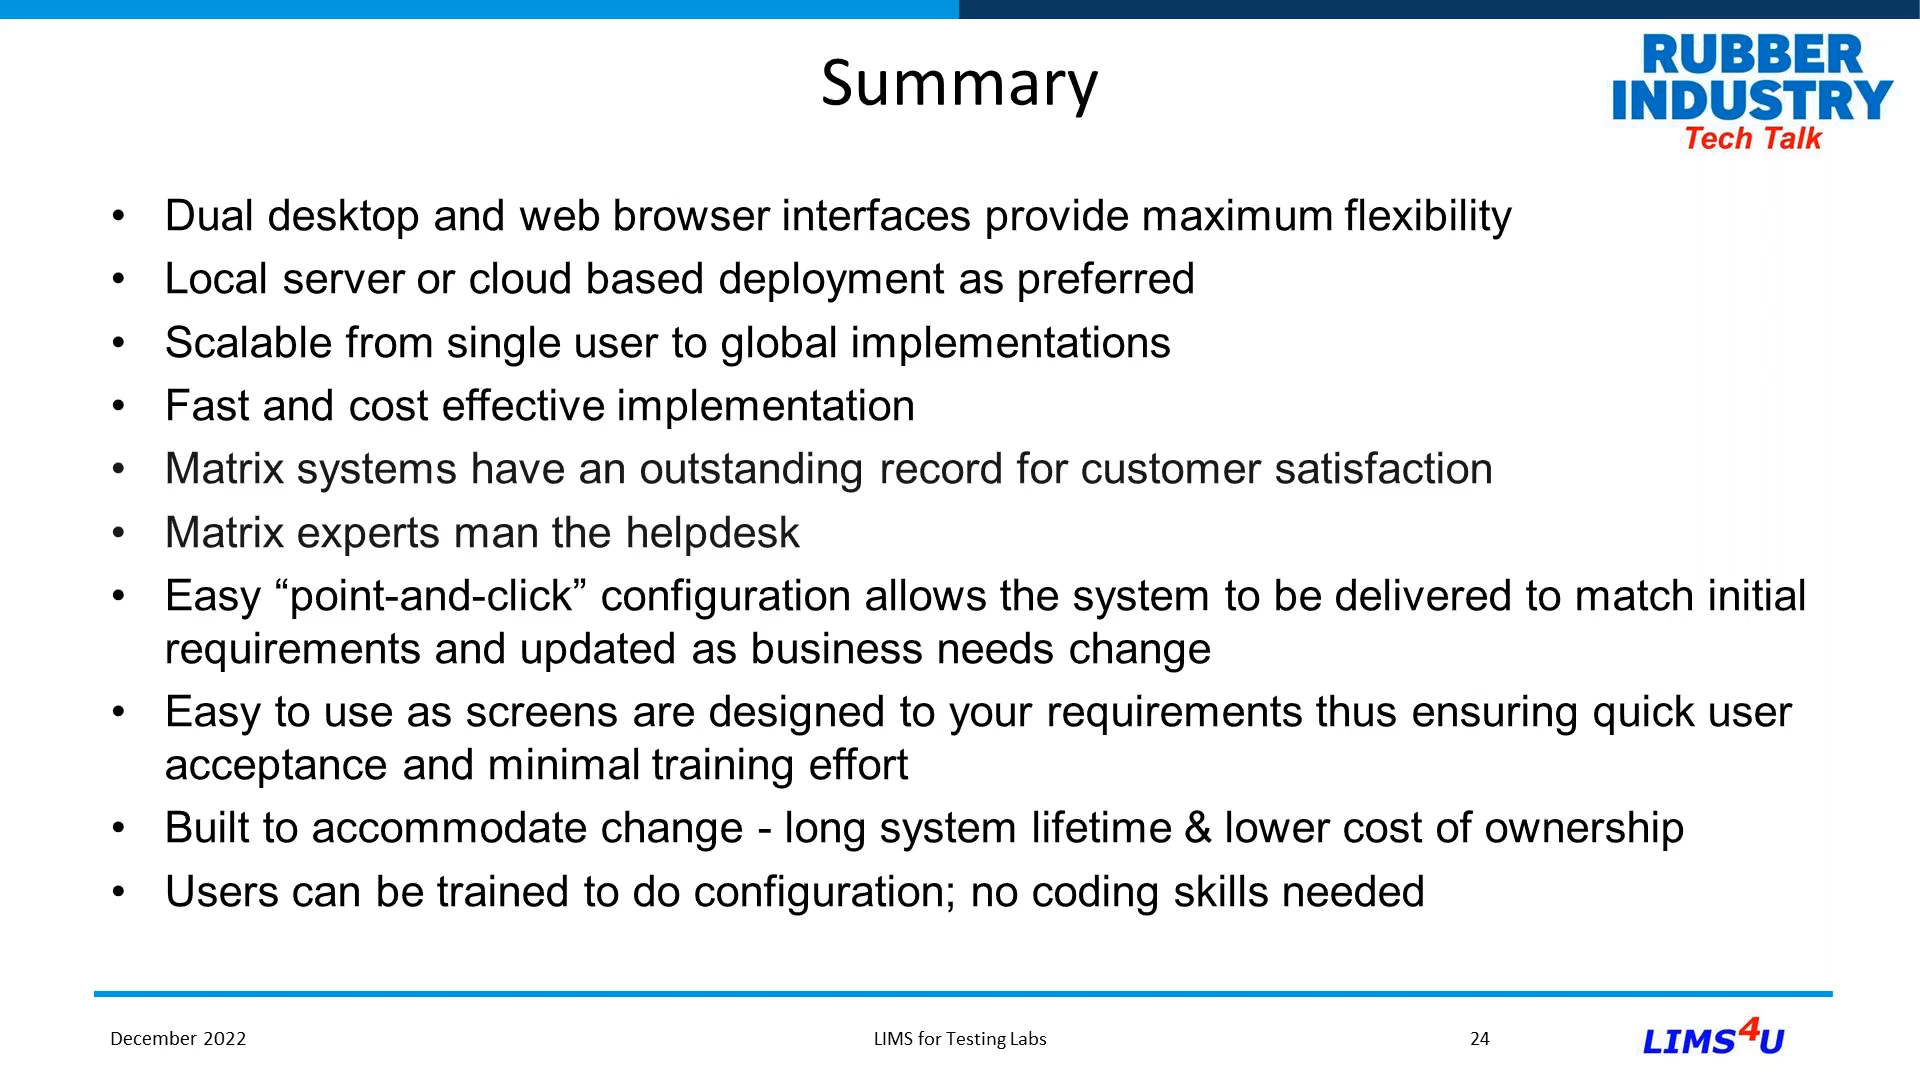 Summary
RUBBER
INDUSTRY
Tech Talk
• Dual desktop and web browser interfaces provide maximum flexibility
• Local server or cloud based deployment as preferred
• Scalable from single user to global implementations
• Fast and cost effective implementation
• Matrix systems have an outstanding record for customer satisfaction
• Matrix experts man the helpdesk
• Easy “point-and-click” configuration allows the system to be delivered to match initial
requirements and updated as business needs change
• Easy to use as screens are designed to your requirements thus ensuring quick user
acceptance and minimal training effort
• Built to accommodate change - long system lifetime & lower cost of ownership
• Users can be trained to do configuration; no coding skills needed
December 2022
LIMS for Testing Labs
24
LIMS4U